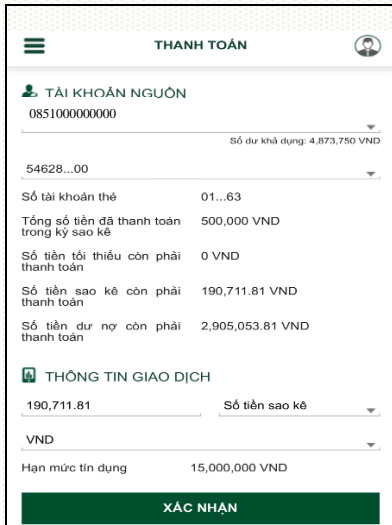 THANH TOÁN
TÀI KHOẢN NGUỒN
0851000000000
Số dư khả dụng: 4,873,750 VND
54628...00
Số tài khoản thẻ 01...63
Tổng số tiền đã thanh toán 500,000 VND
trong kỳ sao kê
Số tiền tối thiểu còn phải 0 VND
thanh toán
Số tiền sao kê còn phải 190,711.81 VND
thanh toán
Số tiền dư nợ còn phải 2,905,053.81 VND
thanh toán
THÔNG TIN GIAO DỊCH
190,711.81 Số tiền sao kê
VND
Hạn mức tín dụng 15,000,000 VND
XÁC NHẬN